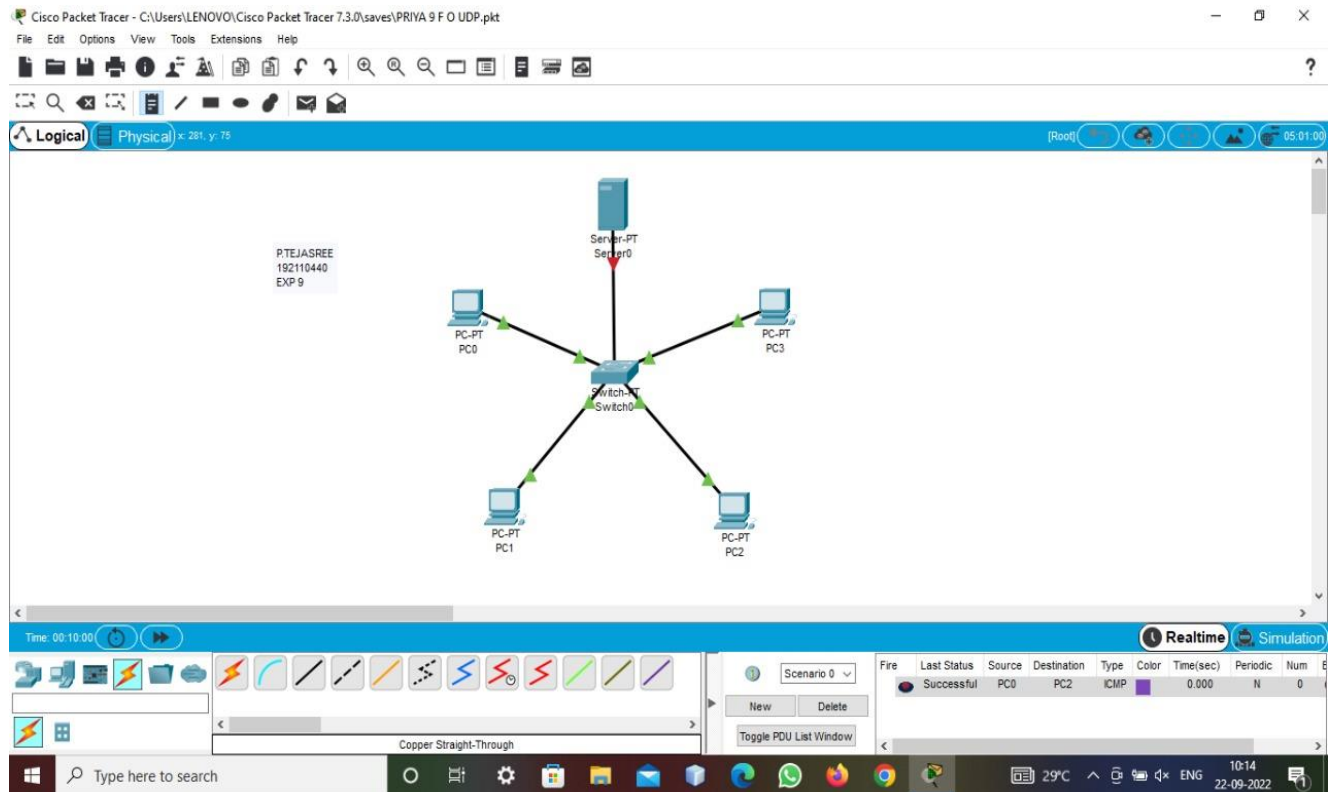 Cisco Packet Tracer - C:\Users\LENOVO\Cisco Packet Tracer 7.3.0\saves\PRIYA 9 F O UDP.pkt
File Edit Options View Tools Extensions Help
?
Logical Physical x: 281, y: 75 [Root] 05:01:00
Server-PT
Server0
P.TEJASREE
192110440
EXP 9
PC-PT
PC0
PC-PT
PC3
Switch-PT
Switch0
PC-PT
PC1
PC-PT
PC2
Time: 00:10:00 Realtime Simulation
Scenario 0
New Delete
Toggle PDU List Window
Fire Last Status Source Destination Type Color Time(sec) Periodic Num
Successful PC0 PC2 ICMP 0.000 N 0
Copper Straight-Through
Type here to search
29°C ENG 10:14
22-09-2022